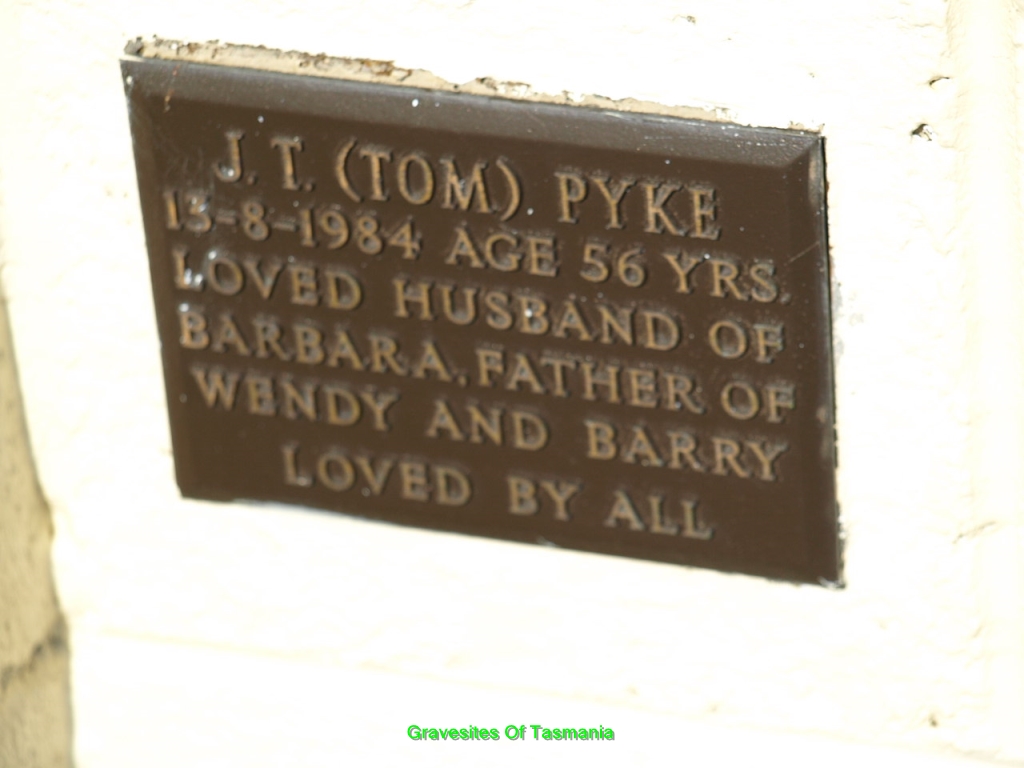 J. T. (TOM) PYKE
13-8-1984 AGE 56 YRS.
LOVED HUSBAND OF
BARBARA, FATHER OF
WENDY AND BARRY
LOVED BY ALL
Gravesites Of Tasmania